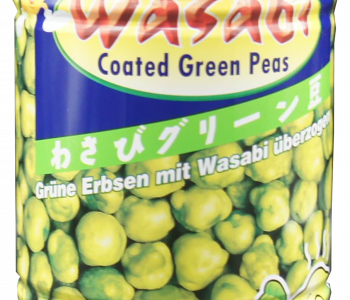 Wasabi
Coated Green Peas
わさびグリーン豆
Grüne Erbsen mit Wasabi überzogen